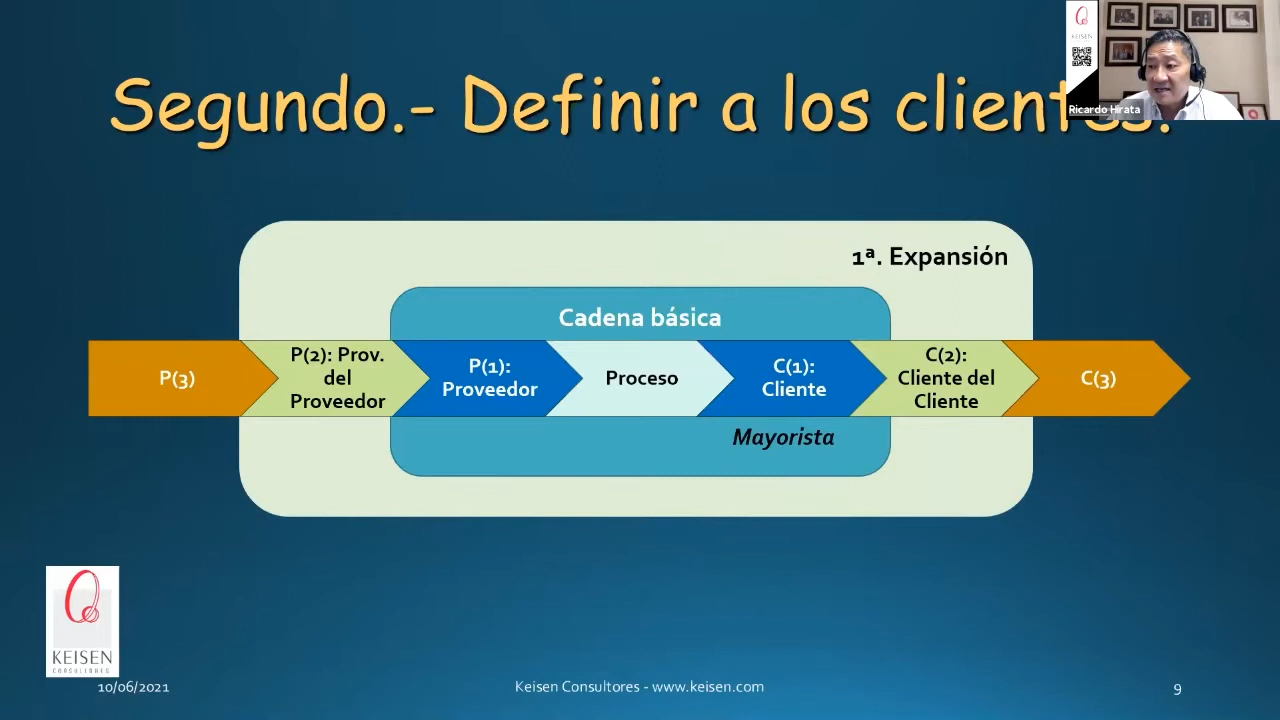 KEISEN
Ricardo Hirata
Segundo.- Definir a los clientes.
1ª. Expansión
Cadena básica
P(3)
P(2): Prov.
del
Proveedor
P(1):
Proveedor
Proceso
C(1):
Cliente
C(2):
Cliente del
Cliente
C(3)
Mayorista
KEISEN
CONSULTORES
10/06/2021
Keisen Consultores - www.keisen.com
9